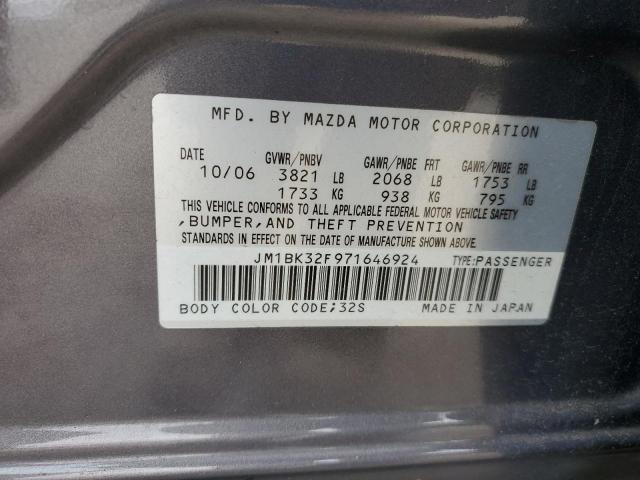 MFD. BY MAZDA MOTOR CORPORATION
DATE GVWR/PNBV GAWR/PNBE FRT GAWR/PNBE RR
10/06 3821 LB 2068 LB 1753 LB
1733 KG 938 KG 795 KG
THIS VEHICLE CONFORMS TO ALL APPLICABLE FEDERAL MOTOR VEHICLE SAFETY
,BUMPER,AND THEFT PREVENTION
STANDARDS IN EFFECT ON THE DATE OF MANUFACTURE SHOWN ABOVE.
JM1BK32F971646924 TYPE:PASSENGER
BODY COLOR CODE;32S MADE IN JAPAN